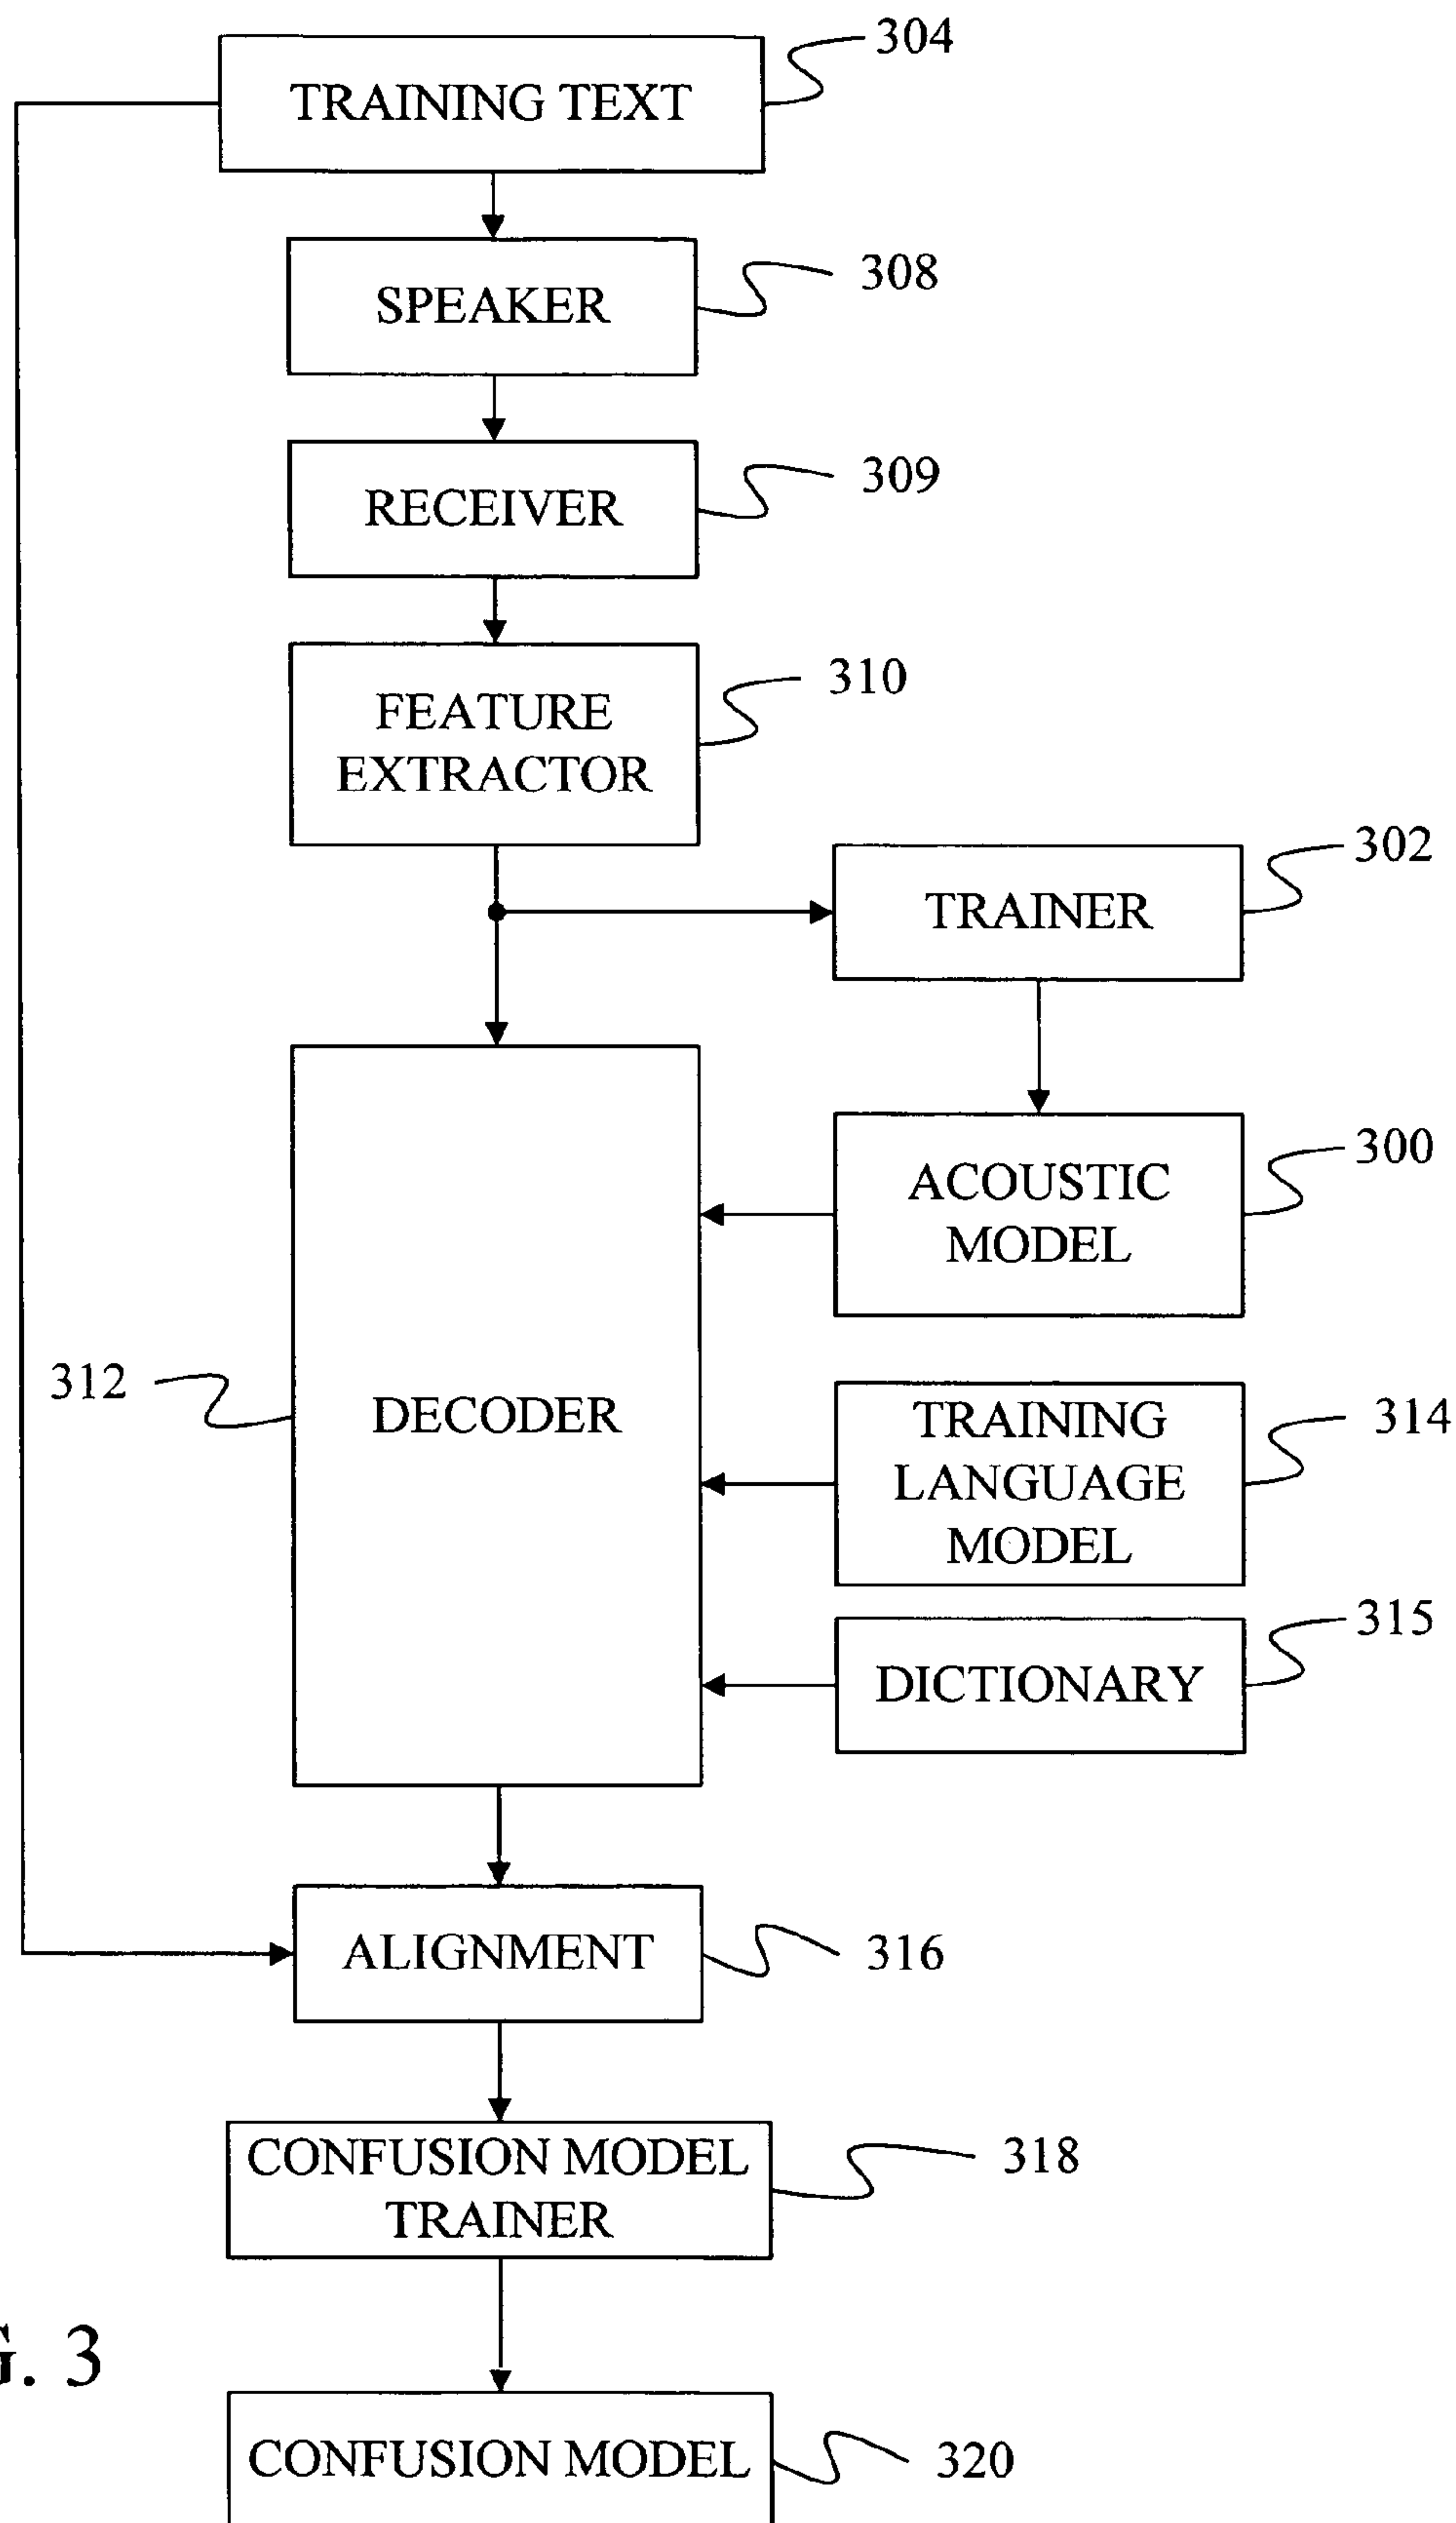 304
TRAINING TEXT
308
SPEAKER
309
RECEIVER
310
FEATURE
EXTRACTOR
302
TRAINER
300
ACOUSTIC
MODEL
312
DECODER
314
TRAINING
LANGUAGE
MODEL
315
DICTIONARY
ALIGNMENT
316
CONFUSION MODEL
TRAINER
318
G. 3
CONFUSION MODEL
320